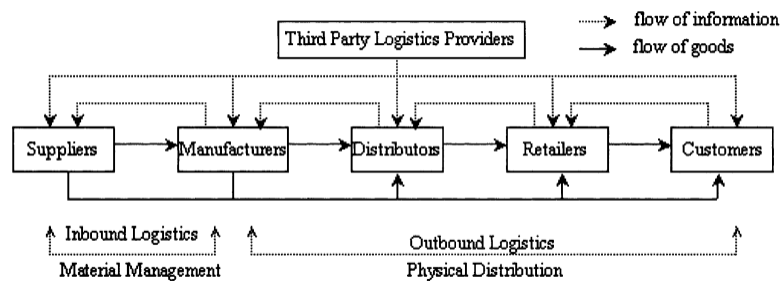 flow of information
Third Party Logistics Providers
flow of goods
Suppliers
Manufacturers
Distributors
Retailers
Customers
Inbound Logistics
Outbound Logistics
Material Management
Physical Distribution